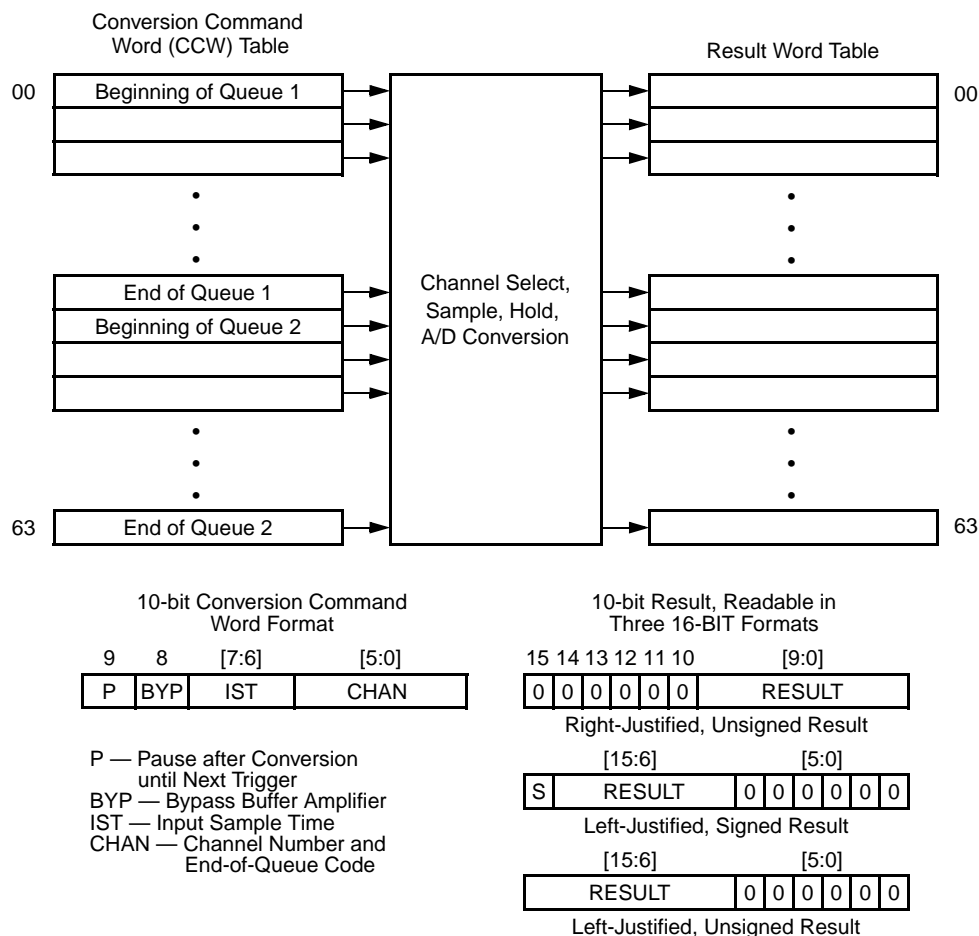 Conversion Command
Word (CCW) Table
Result Word Table
00 Beginning of Queue 1 00
End of Queue 1
Beginning of Queue 2
Channel Select,
Sample, Hold,
A/D Conversion
63 End of Queue 2 63
10-bit Conversion Command
Word Format
9 8 [7:6] [5:0]
P BYP IST CHAN
P — Pause after Conversion
until Next Trigger
BYP — Bypass Buffer Amplifier
IST — Input Sample Time
CHAN — Channel Number and
End-of-Queue Code
10-bit Result, Readable in
Three 16-BIT Formats
15 14 13 12 11 10 [9:0]
0 0 0 0 0 0 RESULT
Right-Justified, Unsigned Result
[15:6] [5:0]
S RESULT 0 0 0 0 0 0
Left-Justified, Signed Result
[15:6] [5:0]
RESULT 0 0 0 0 0 0
Left-Justified, Unsigned Result